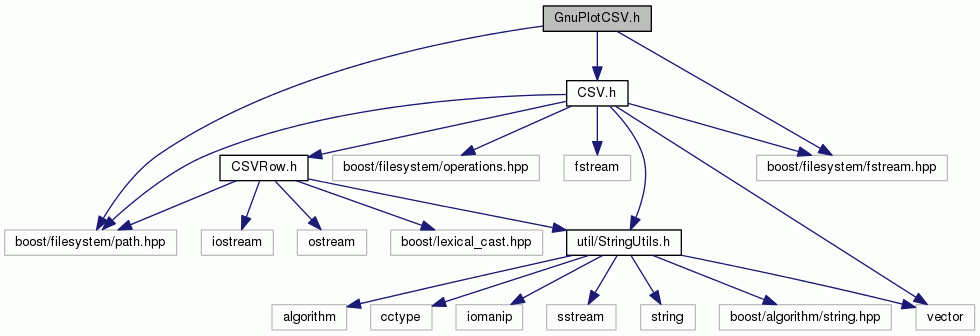 GnuPlotCSV.h
CSV.h
CSVRow.h
boost/filesystem/operations.hpp
fstream
boost/filesystem/fstream.hpp
boost/filesystem/path.hpp
iostream
ostream
boost/lexical_cast.hpp
util/StringUtils.h
algorithm
cctype
iomanip
sstream
string
boost/algorithm/string.hpp
vector